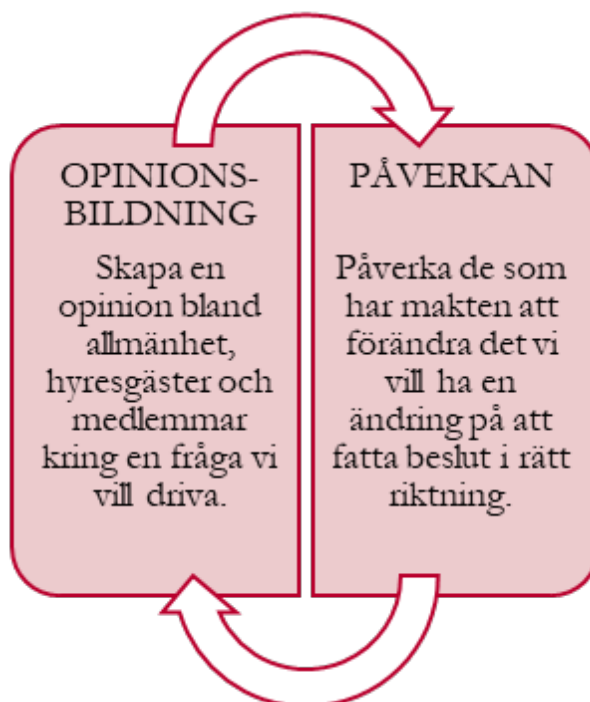 OPINIONS-
BILDNING
Skapa en
opinion bland
allmänhet,
hyresgäster och
medlemmar
kring en fråga vi
vill driva.
PÅVERKAN
Påverka de som
har makten att
förändra det vi
vill ha en
ändring på att
fatta beslut i rätt
riktning.